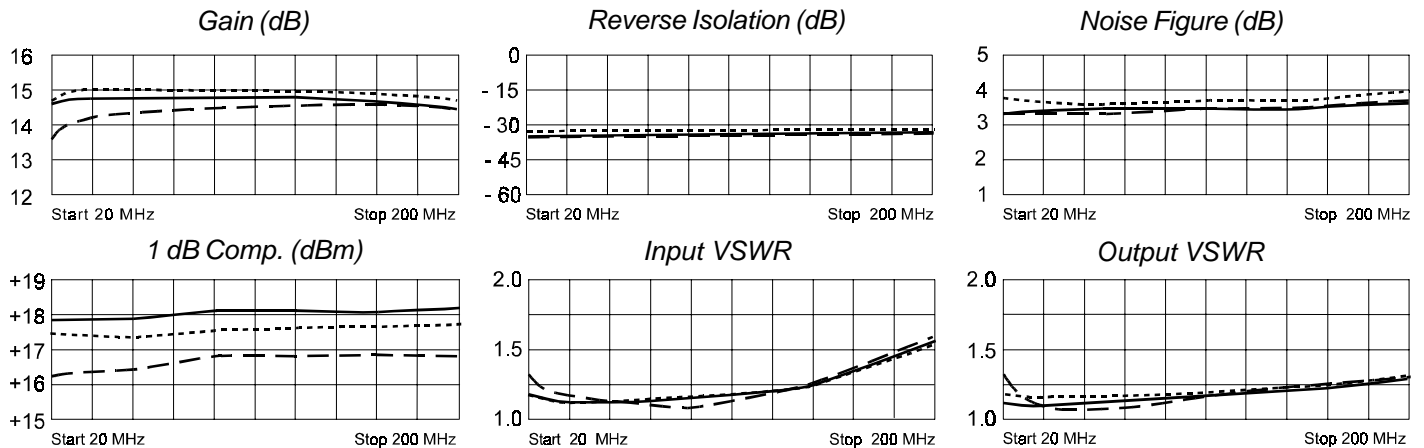 Gain (dB)
16
15
14
13
12
Start 20 MHz
Stop 200 MHz
Reverse Isolation (dB)
0
- 15
- 30
- 45
- 60
Start 20 MHz
Stop 200 MHz
Noise Figure (dB)
5
4
3
2
1
Start 20 MHz
Stop 200 MHz
1 dB Comp. (dBm)
+19
+18
+17
+16
+15
Start 20 MHz
Stop 200 MHz
Input VSWR
2.0
1.5
1.0
Start 20 MHz
Stop 200 MHz
Output VSWR
2.0
1.5
1.0
Start 20 MHz
Stop 200 MHz